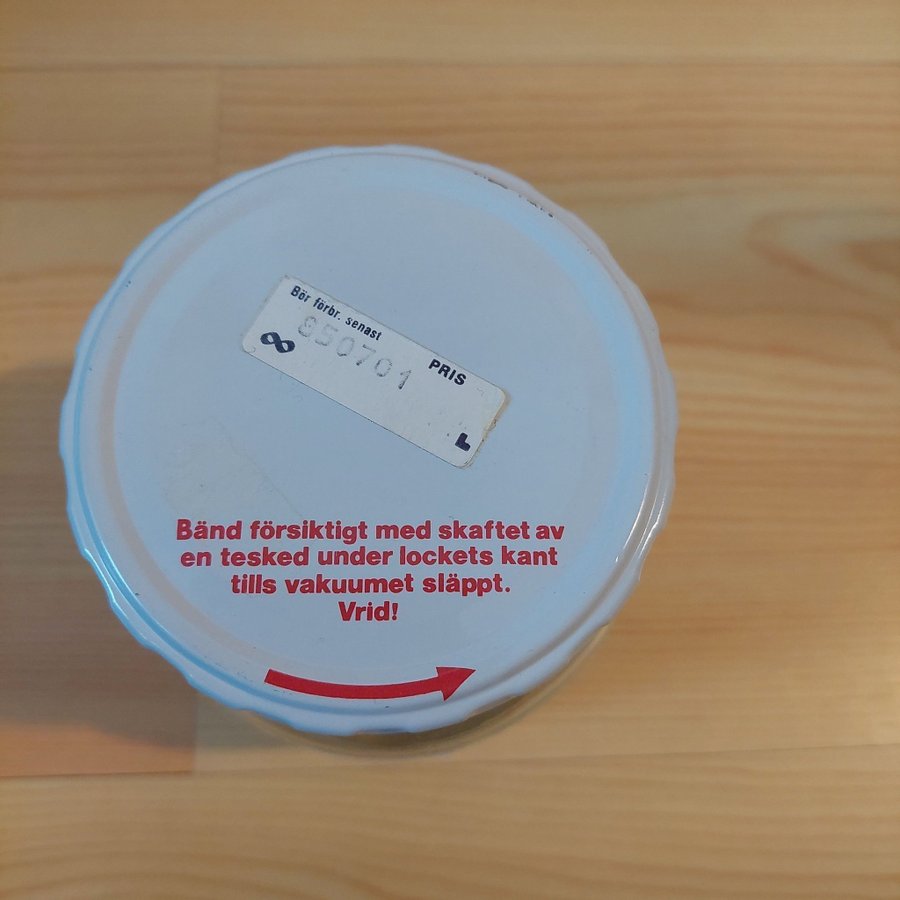 Bör förbr. senast
850701
PRIS
Bänd försiktigt med skaftet av
en tesked under lockets kant
tills vakuumet släppt.
Vrid!